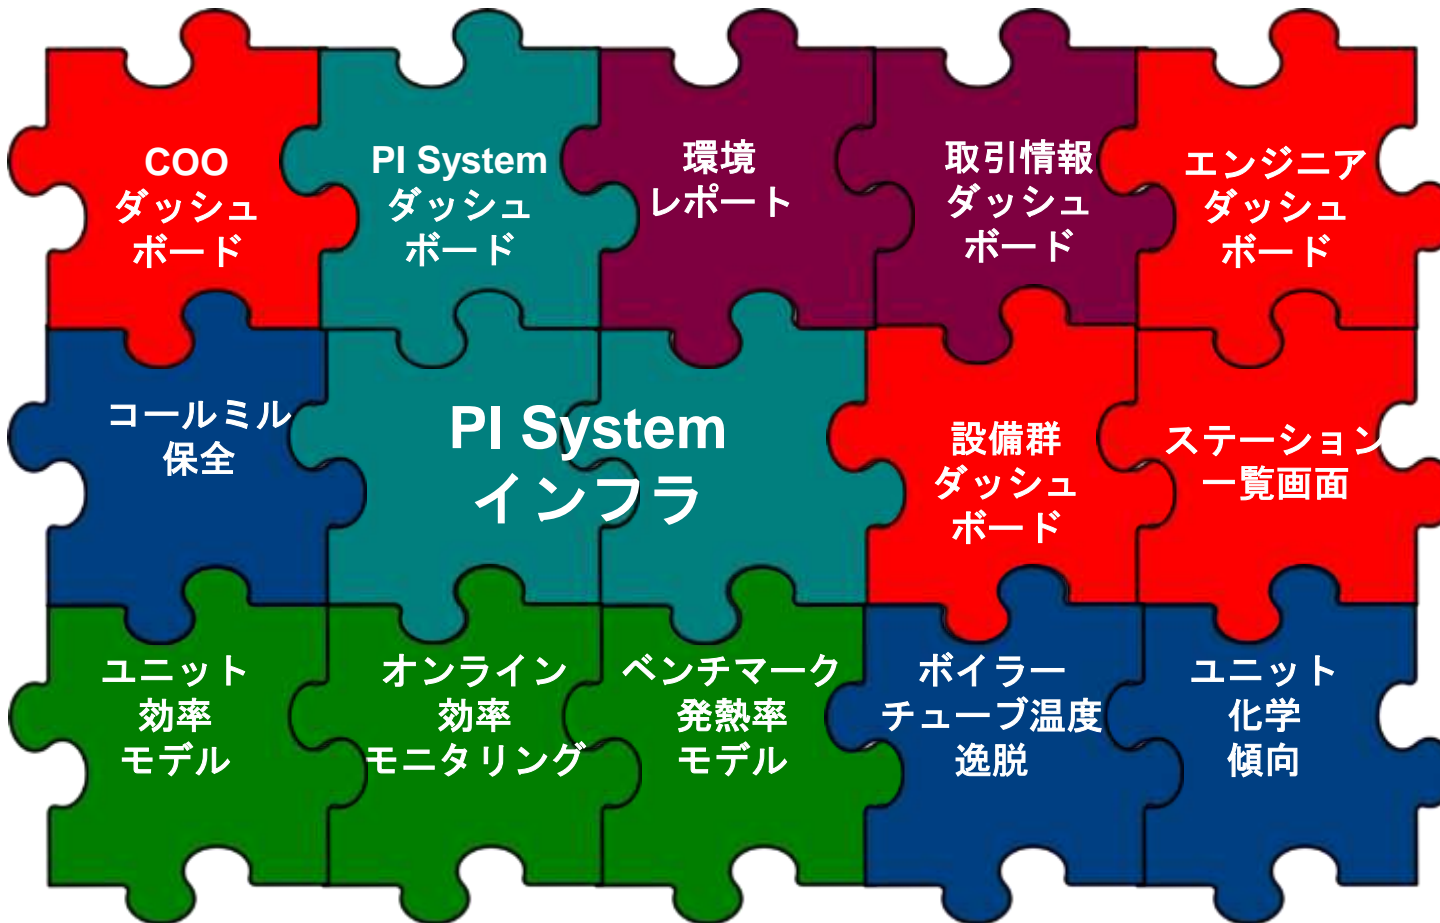 COO
ダッシュ
ボード
PI System
ダッシュ
ボード
環境
レポート
取引情報
ダッシュ
ボード
エンジニア
ダッシュ
ボード
コールミル
保全
PI System
インフラ
設備群
ダッシュ
ボード
ステーション
一覧画面
ユニット
効率
モデル
オンライン
効率
モニタリング
ベンチマーク
発熱率
モデル
ボイラー
チューブ温度
逸脱
ユニット
化学
傾向